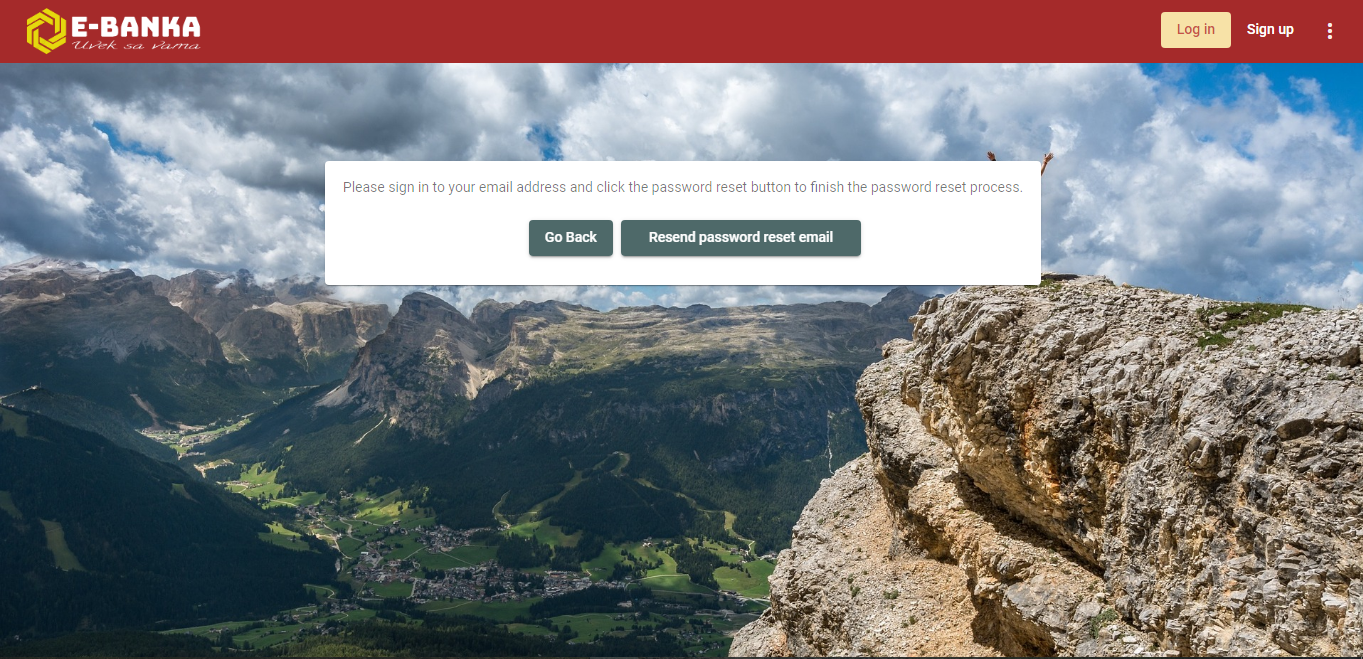 E-BANKA
Uvek sa vama
Log in
Sign up
Please sign in to your email address and click the password reset button to finish the password reset process.
Go Back
Resend password reset email